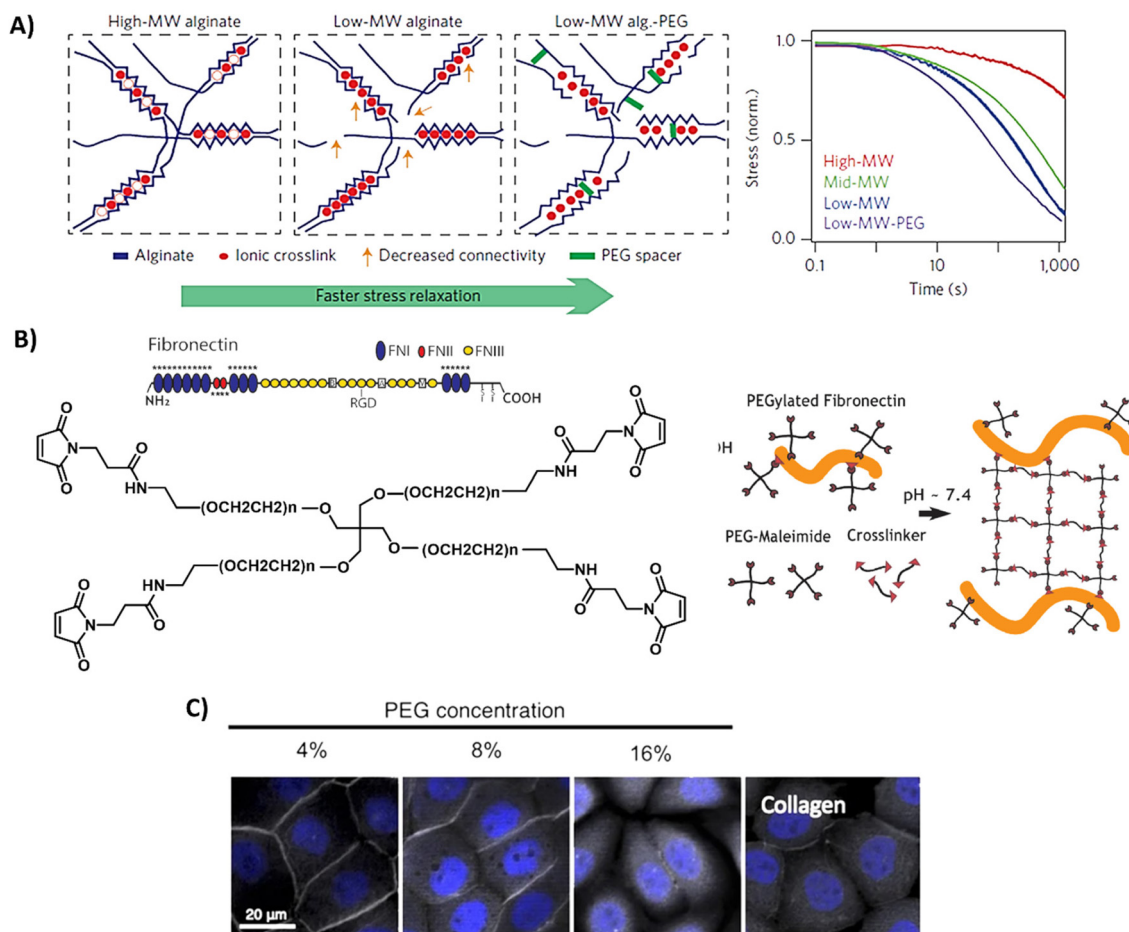 A)
High-MW alginate
Low-MW alginate
Low-MW alg.-PEG
Alginate
Ionic crosslink
Decreased connectivity
PEG spacer
Faster stress relaxation
Stress (norm.)
1.0
0.5
0.0
High-MW
Mid-MW
Low-MW
Low-MW-PEG
0.1
10
1,000
Time (s)
B)
Fibronectin
FNI
FNII
FNIII
***********
******
*****
****
NH2
RGD
COOH
O
N
O
O
NH
(OCH2CH2)n
O
O
(OCH2CH2)n
NH
O
O
N
O
O
N
O
O
NH
(OCH2CH2)n
O
O
(OCH2CH2)n
NH
O
O
N
O
PEGylated Fibronectin
H
pH ~ 7.4
PEG-Maleimide
Crosslinker
C)
PEG concentration
4%
8%
16%
Collagen
20 µm